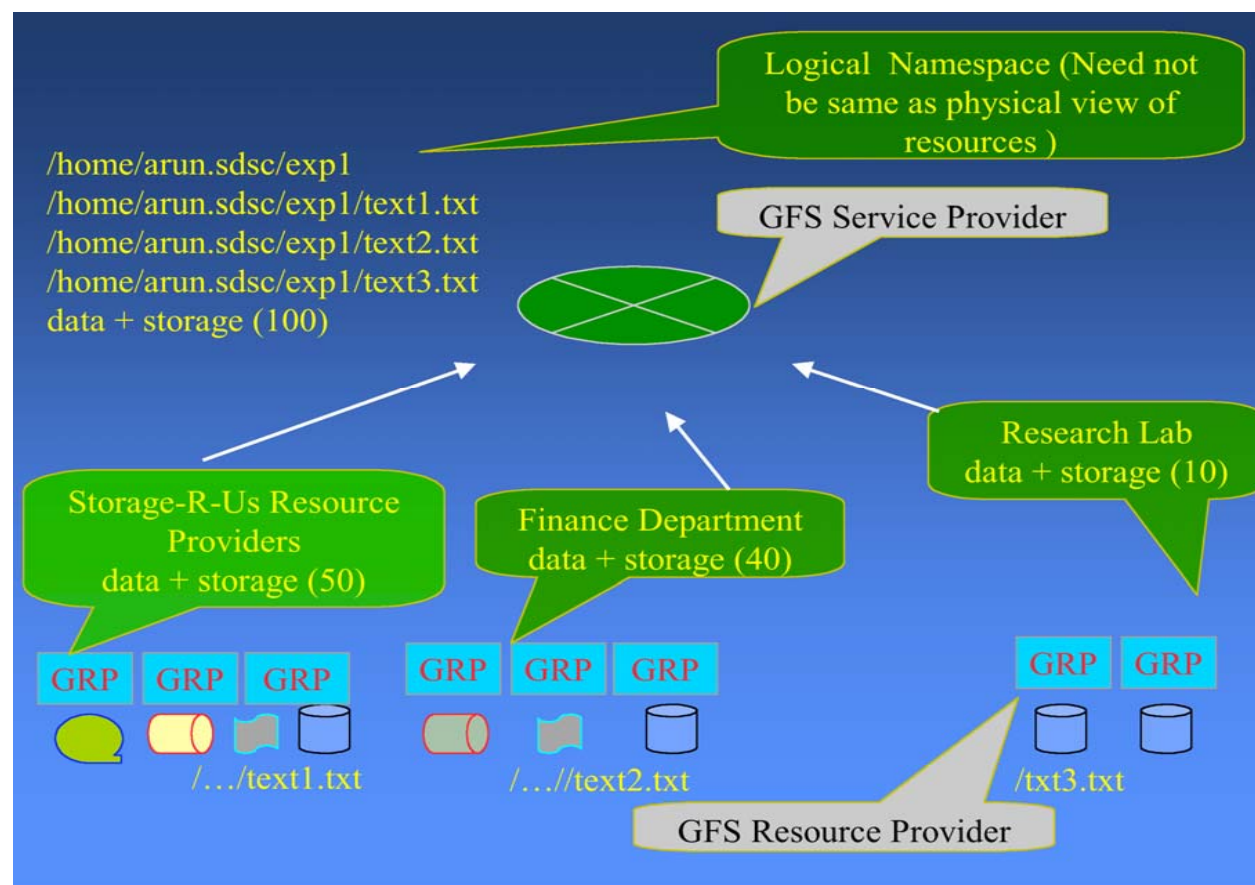 Logical Namespace (Need not
be same as physical view of
resources )
/home/arun.sdsc/exp1
/home/arun.sdsc/exp1/text1.txt
/home/arun.sdsc/exp1/text2.txt
/home/arun.sdsc/exp1/text3.txt
data + storage (100)
GFS Service Provider
Research Lab
data + storage (10)
Storage-R-Us Resource
Providers
data + storage (50)
Finance Department
data + storage (40)
GRP GRP GRP
GRP GRP GRP
GRP GRP
/…/text1.txt
/…//text2.txt
/txt3.txt
GFS Resource Provider